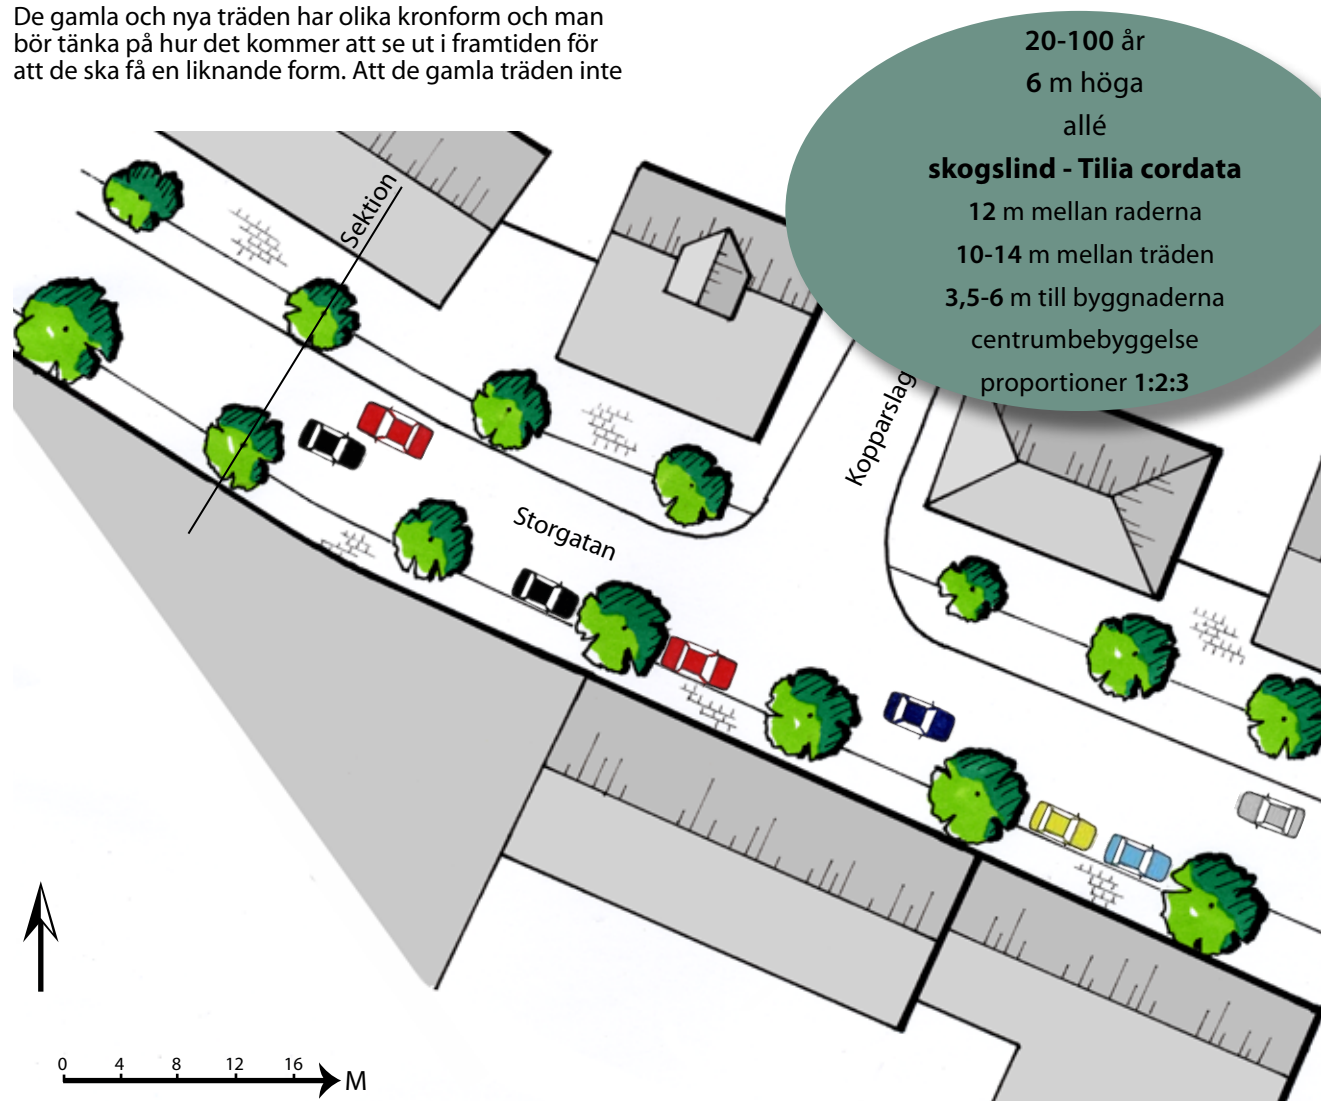 De gamla och nya träden har olika kronform och man
bör tänka på hur det kommer att se ut i framtiden för
att de ska få en liknande form. Att de gamla träden inte
20-100 år
6 m höga
allé
skogslind - Tilia cordata
12 m mellan raderna
10-14 m mellan träden
3,5-6 m till byggnaderna
centrumbebyggelse
proportioner 1:2:3
Sektion
Kopparslag
Storgatan
0 4 8 12 16 M